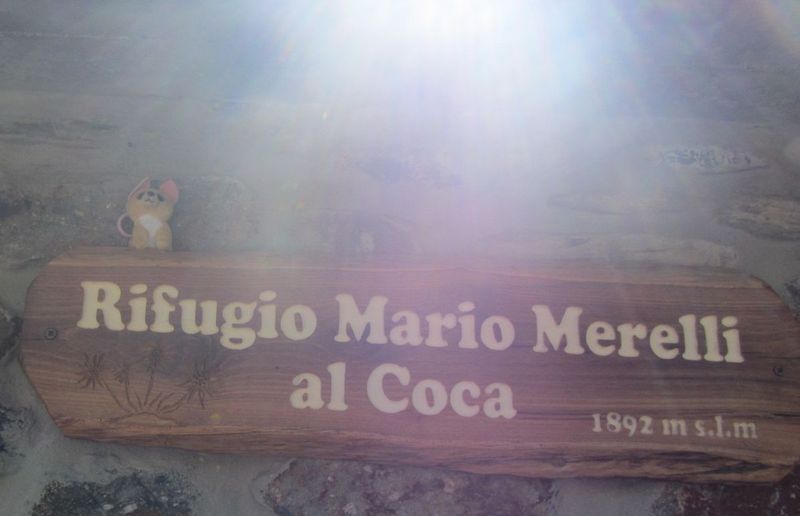 Rifugio Mario Merelli
al Coca
1892 m s.l.m